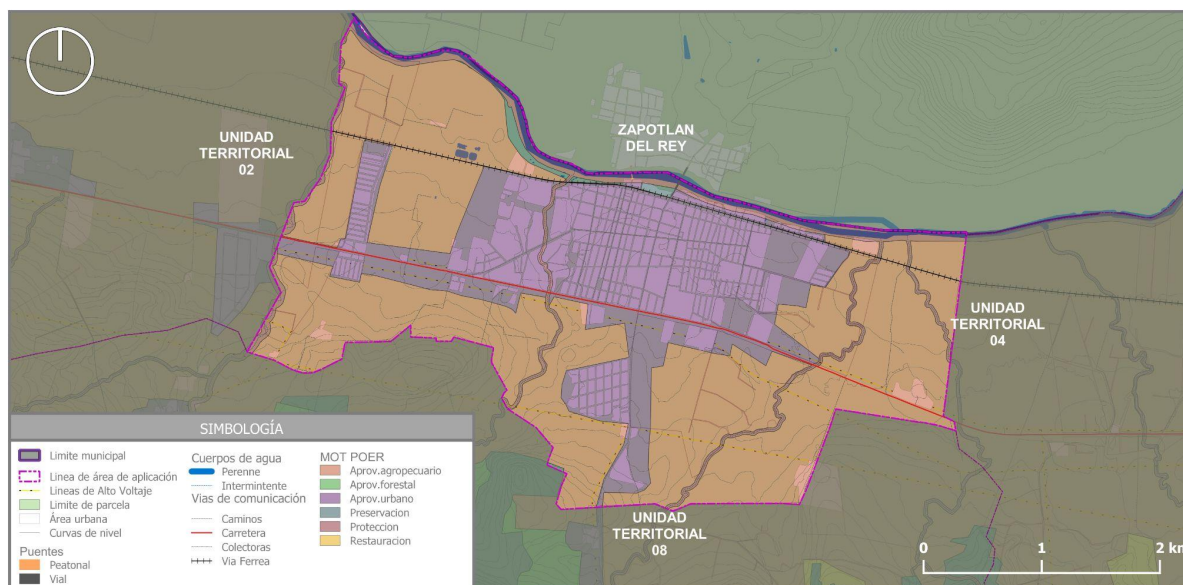 UNIDAD
TERRITORIAL
02
ZAPOTLAN
DEL REY
UNIDAD
TERRITORIAL
04
UNIDAD
TERRITORIAL
08
SIMBOLOGÍA
Limite municipal
Linea de área de aplicación
Lineas de Alto Voltaje
Limite de parcela
Área urbana
Curvas de nivel
Puentes
Peatonal
Vial
Cuerpos de agua
Perenne
Intermintente
Vias de comunicación
Caminos
Carretera
Colectoras
Via Ferrea
MOT POER
Aprov.agropecuario
Aprov.forestal
Aprov.urbano
Preservacion
Proteccion
Restauracion
0 1 2 km